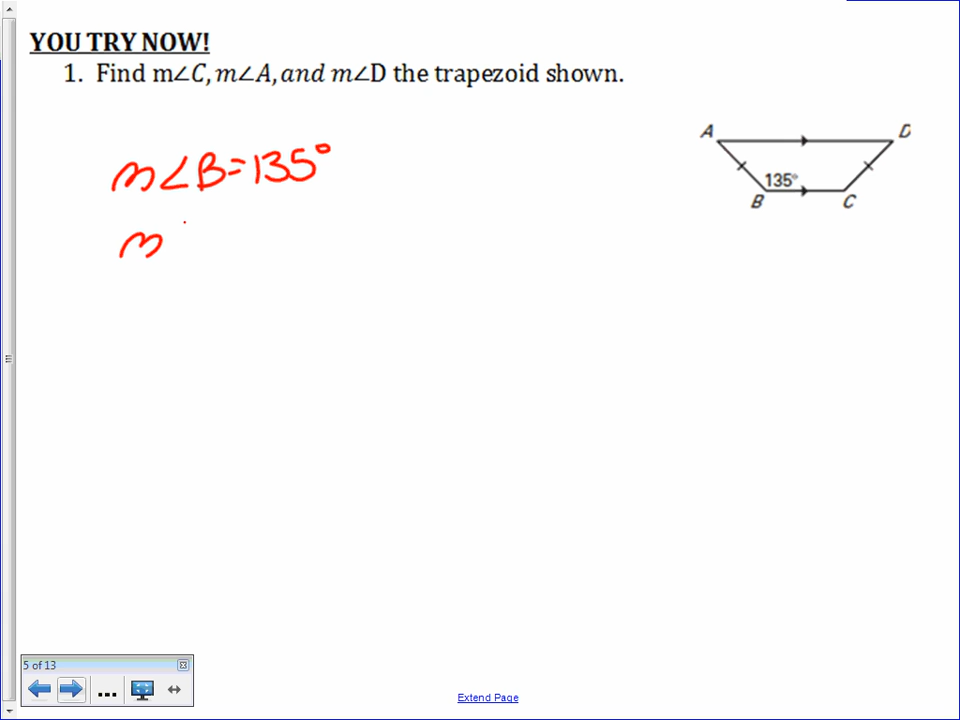 YOU TRY NOW!
1. Find m∠C, m∠A, and m∠D the trapezoid shown.
A
D
135°
B
C
m∠B=135°
m
5 of 13
...
Extend Page